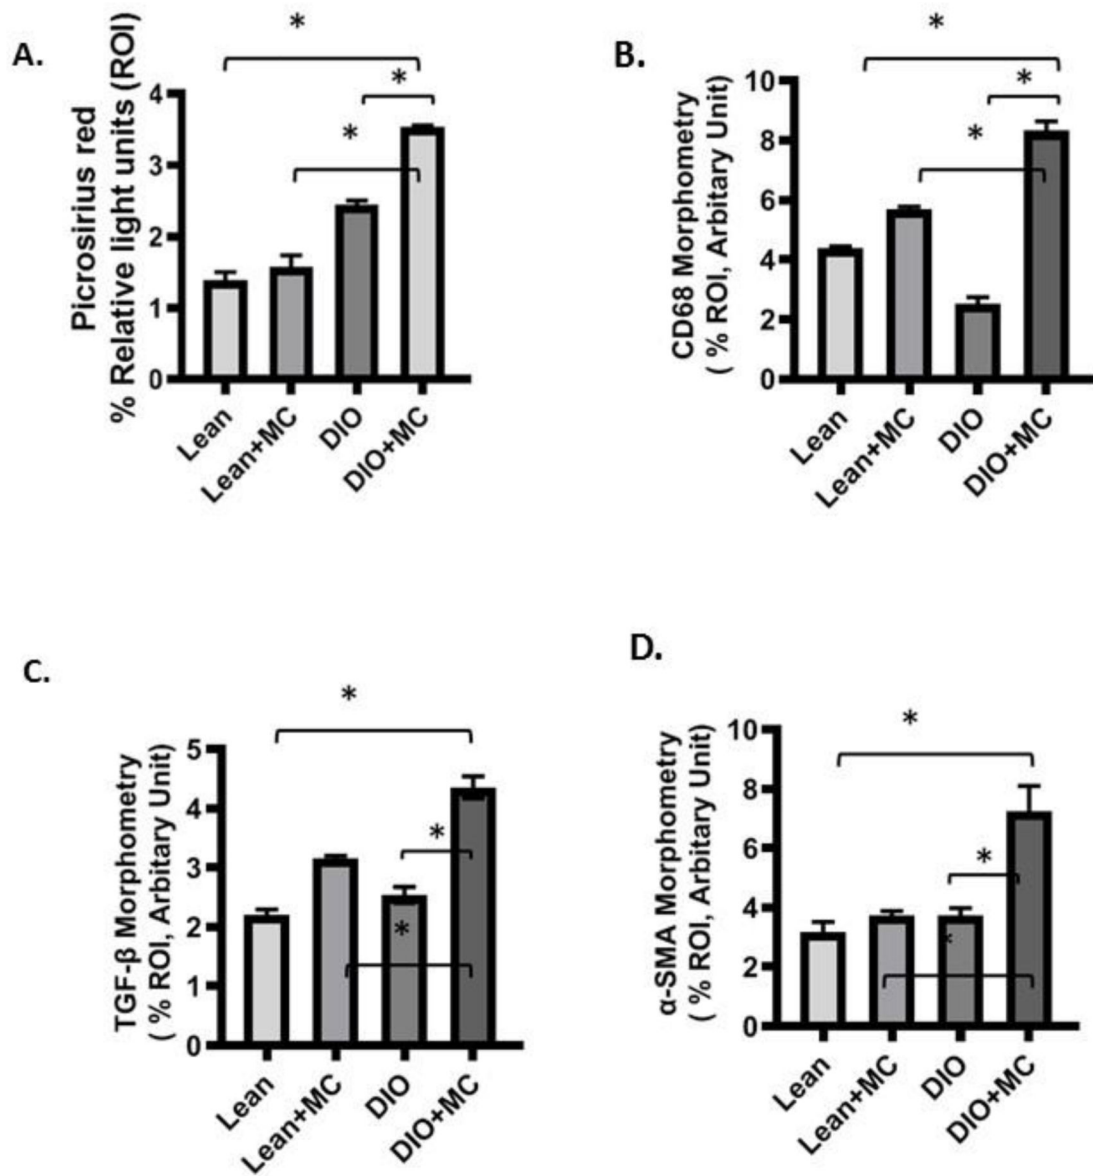 A.
Picrosirius red
% Relative light units (ROI)
4
3
2
1
0
*
*
*
Lean
Lean+MC
DIO
DIO+MC
B.
CD68 Morphometry
( % ROI, Arbitary Unit)
10
8
6
4
2
0
*
*
*
Lean
Lean+MC
DIO
DIO+MC
C.
TGF-β Morphometry
( % ROI, Arbitary Unit)
5
4
3
2
1
0
*
*
*
Lean
Lean+MC
DIO
DIO+MC
D.
α-SMA Morphometry
( % ROI, Arbitary Unit)
10
8
6
4
2
0
*
*
*
Lean
Lean+MC
DIO
DIO+MC